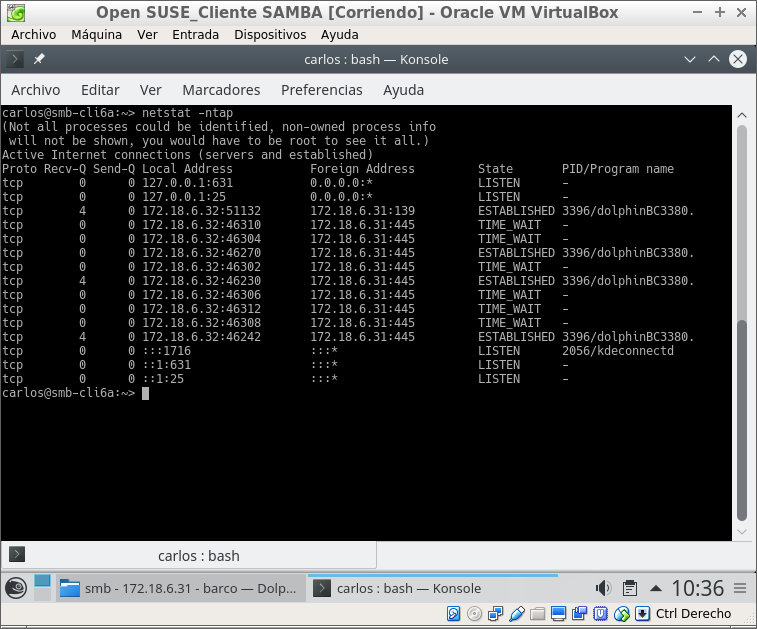 Open SUSE_Cliente SAMBA [Corriendo] - Oracle VM VirtualBox
Archivo Máquina Ver Entrada Dispositivos Ayuda
carlos : bash — Konsole
Archivo Editar Ver Marcadores Preferencias Ayuda
carlos@smb-cli6a:~> netstat -ntap
(Not all processes could be identified, non-owned process info
will not be shown, you would have to be root to see it all.)
Active Internet connections (servers and established)
Proto Recv-Q Send-Q Local Address Foreign Address State PID/Program name
tcp 0 0 127.0.0.1:631 0.0.0.0:* LISTEN -
tcp 0 0 127.0.0.1:25 0.0.0.0:* LISTEN -
tcp 4 0 172.18.6.32:51132 172.18.6.31:139 ESTABLISHED 3396/dolphinBC3380.
tcp 0 0 172.18.6.32:46310 172.18.6.31:445 TIME_WAIT -
tcp 0 0 172.18.6.32:46304 172.18.6.31:445 TIME_WAIT -
tcp 0 0 172.18.6.32:46270 172.18.6.31:445 ESTABLISHED 3396/dolphinBC3380.
tcp 0 0 172.18.6.32:46302 172.18.6.31:445 TIME_WAIT -
tcp 4 0 172.18.6.32:46230 172.18.6.31:445 ESTABLISHED 3396/dolphinBC3380.
tcp 0 0 172.18.6.32:46306 172.18.6.31:445 TIME_WAIT -
tcp 0 0 172.18.6.32:46312 172.18.6.31:445 TIME_WAIT -
tcp 0 0 172.18.6.32:46308 172.18.6.31:445 TIME_WAIT -
tcp 4 0 172.18.6.32:46242 172.18.6.31:445 ESTABLISHED 3396/dolphinBC3380.
tcp 0 0 :::1716 :::* LISTEN 2056/kdeconnectd
tcp 0 0 ::1:631 :::* LISTEN -
tcp 0 0 ::1:25 :::* LISTEN -
carlos@smb-cli6a:~>
carlos : bash
smb - 172.18.6.31 - barco — Dolp... carlos : bash — Konsole 10:36
Ctrl Derecho